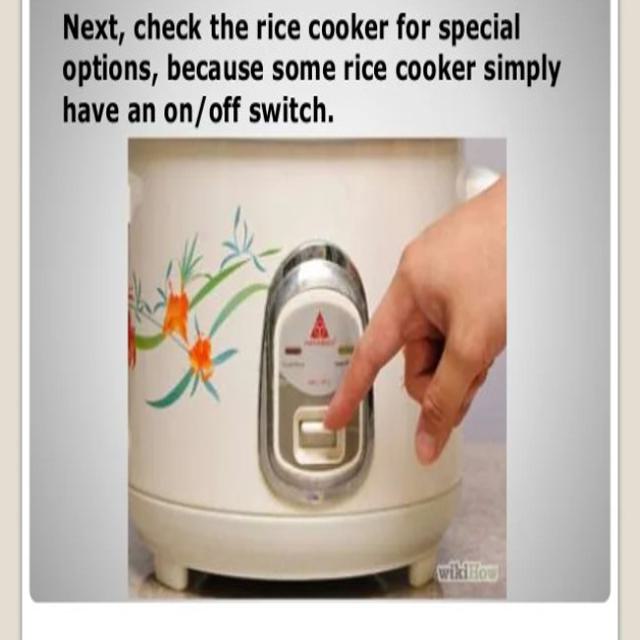 Next, check the rice cooker for special
options, because some rice cooker simply
have an on/off switch.
wikiHow